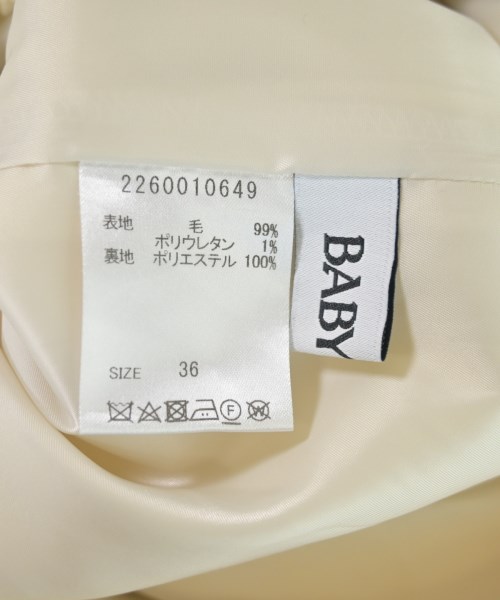 2260010649
表地 毛 99%
ポリウレタン 1%
裏地 ポリエステル 100%
SIZE 36
F W
BABY